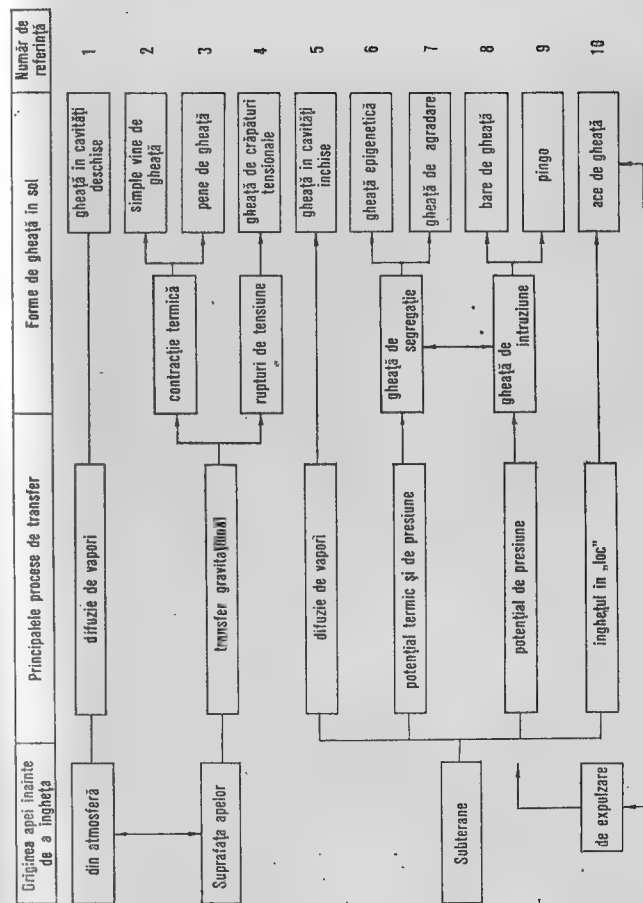 Originea apei înainte
de a îngheța
Principalele procese de transfer
Forme de gheață în sol
Număr de
referință
din atmosferă
difuzie de vapori
gheață în cavități
deschise
1
Suprafața apelor
transfer
contracție termică
simple vine de
gheață
2
pene de gheață
3
rupturi de tensiune
gheață de crăpături
tensionale
4
Subterane
difuzie de vapori
gheață în cavități
închise
5
potențial termic și de presiune
gheață de
segregație
gheață epigenetică
6
gheață de agradare
7
potențial de presiune
gheață de
intruziune
bare de gheață
8
pingo
9
de expulzare
înghețul în „loc"
ace de gheață
10